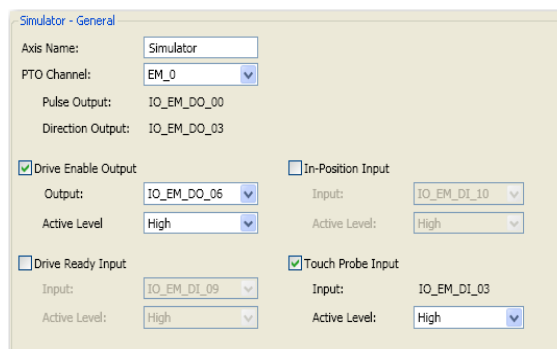 Simulator - General
Axis Name: Simulator
PTO Channel: EM_0
Pulse Output: IO_EM_DO_00
Direction Output: IO_EM_DO_03
Drive Enable Output
Output: IO_EM_DO_06
Active Level High
In-Position Input
Input: IO_EM_DI_10
Active Level: High
Drive Ready Input
Input: IO_EM_DI_09
Active Level: High
Touch Probe Input
Input: IO_EM_DI_03
Active Level: High